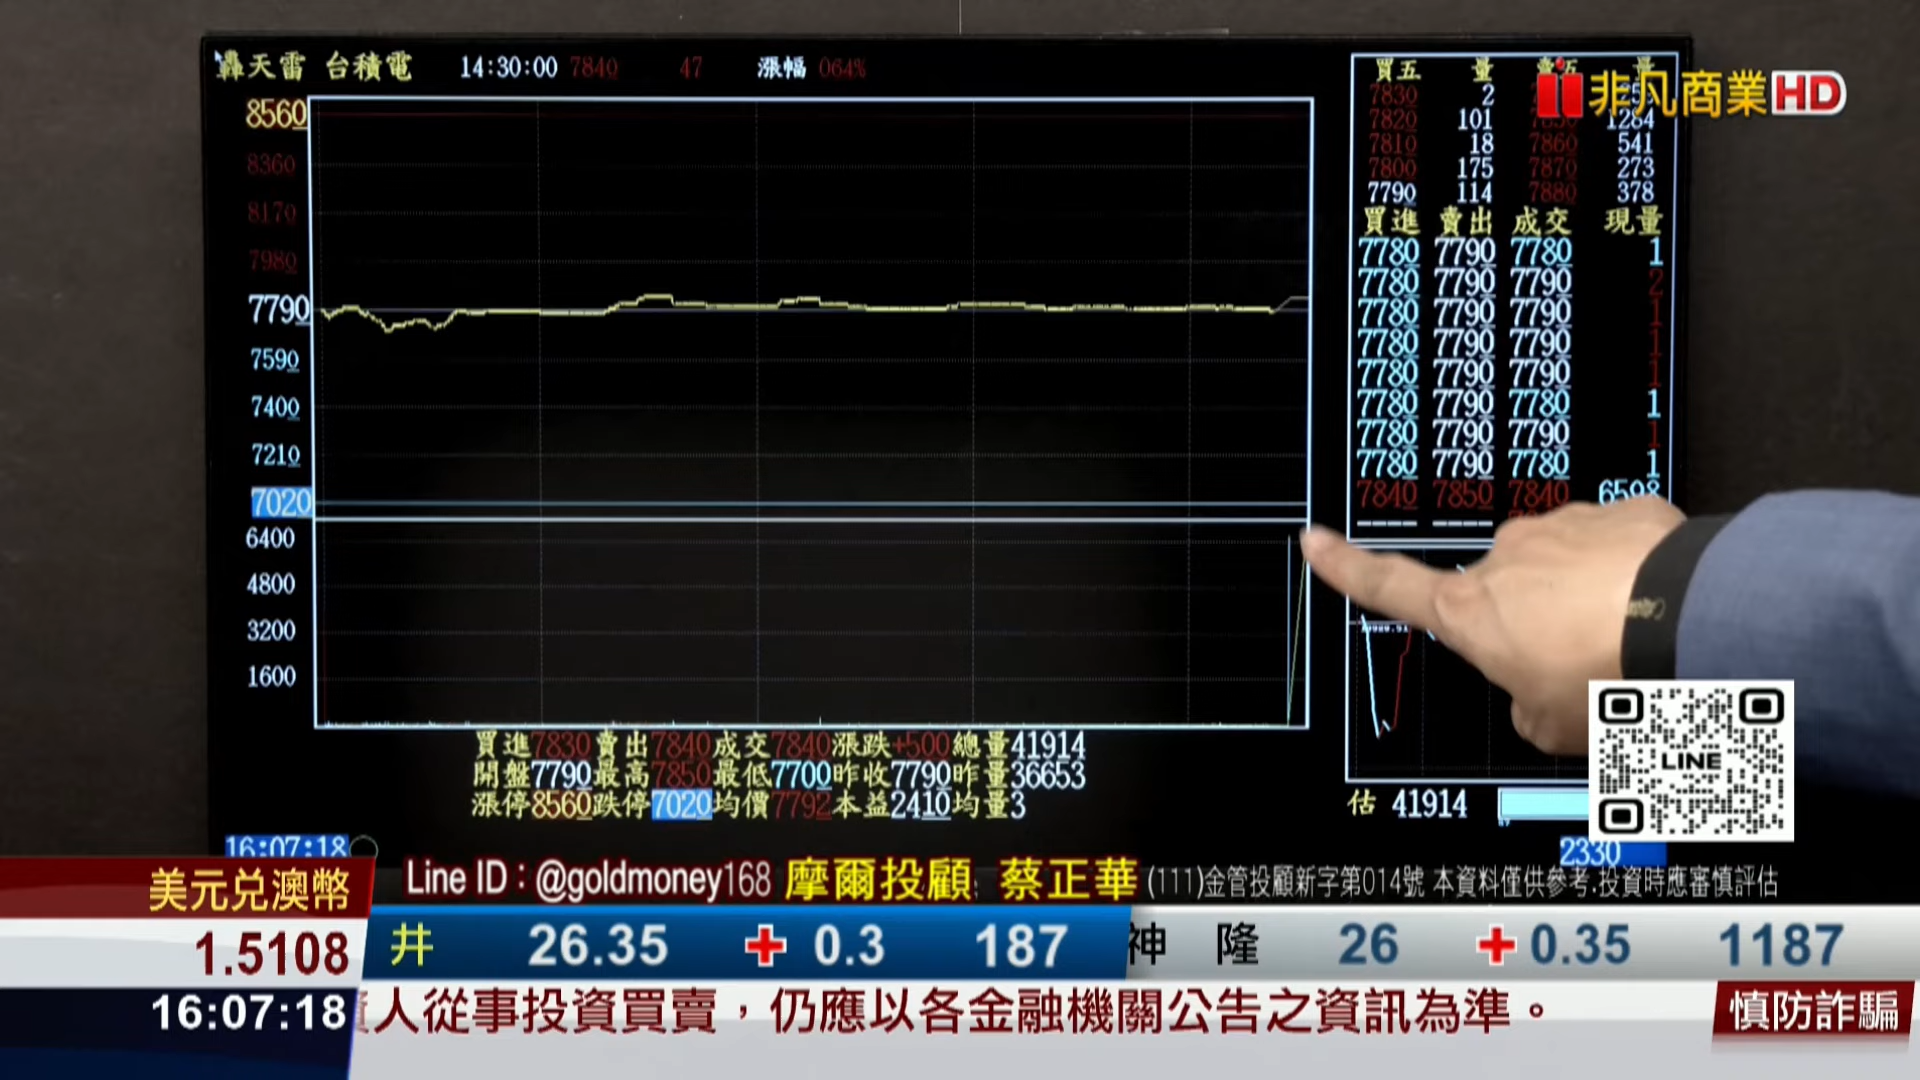 轟天雷 台積電 14:30:00 7840 47 漲幅 064%
非凡商業HD
8560
8360
8170
7980
7790
7590
7400
7210
7020
6400
4800
3200
1600
買五 量
7830 2
7820 101 1284
7810 18 7860 541
7800 175 7870 273
7790 114 7880 378
買進 賣出 成交 現量
7780 7790 7780 1
7780 7790 7790 2
7780 7790 7790 1
7780 7790 7790 1
7780 7790 7790 1
7780 7790 7780 1
7780 7790 7790 1
7780 7790 7780 1
7840 7850 7840 6598
---- ----
買進7830賣出7840成交7840漲跌+500總量41914
開盤7790最高7850最低7700昨收7790昨量36653
漲停8560跌停7020均價7792本益2410均量3
估 41914
LINE
16:07:18
2330
美元兌澳幣
1.5108
16:07:18
Line ID：@goldmoney168 摩爾投顧 蔡正華 (111)金管投顧新字第014號 本資料僅供參考.投資時應審慎評估
井 26.35 + 0.3 187 神隆 26 + 0.35 1187
人從事投資買賣，仍應以各金融機關公告之資訊為準。
慎防詐騙